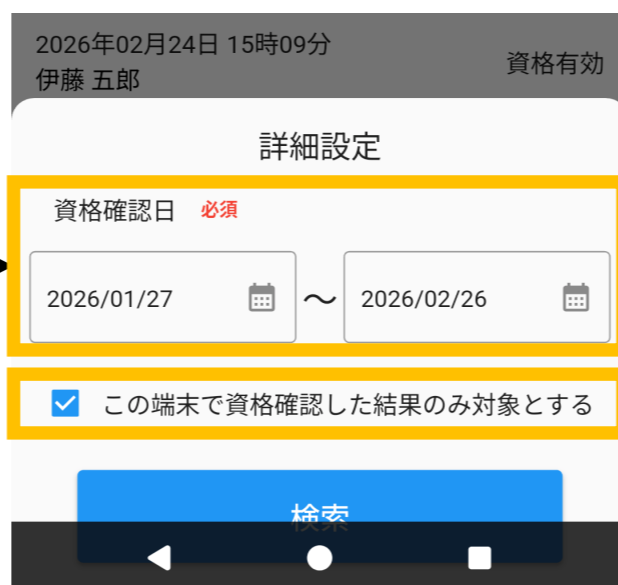 2026年02月24日 15時09分
伊藤 五郎
資格有効
詳細設定
資格確認日 必須
2026/01/27 ～ 2026/02/26
この端末で資格確認した結果のみ対象とする
検索